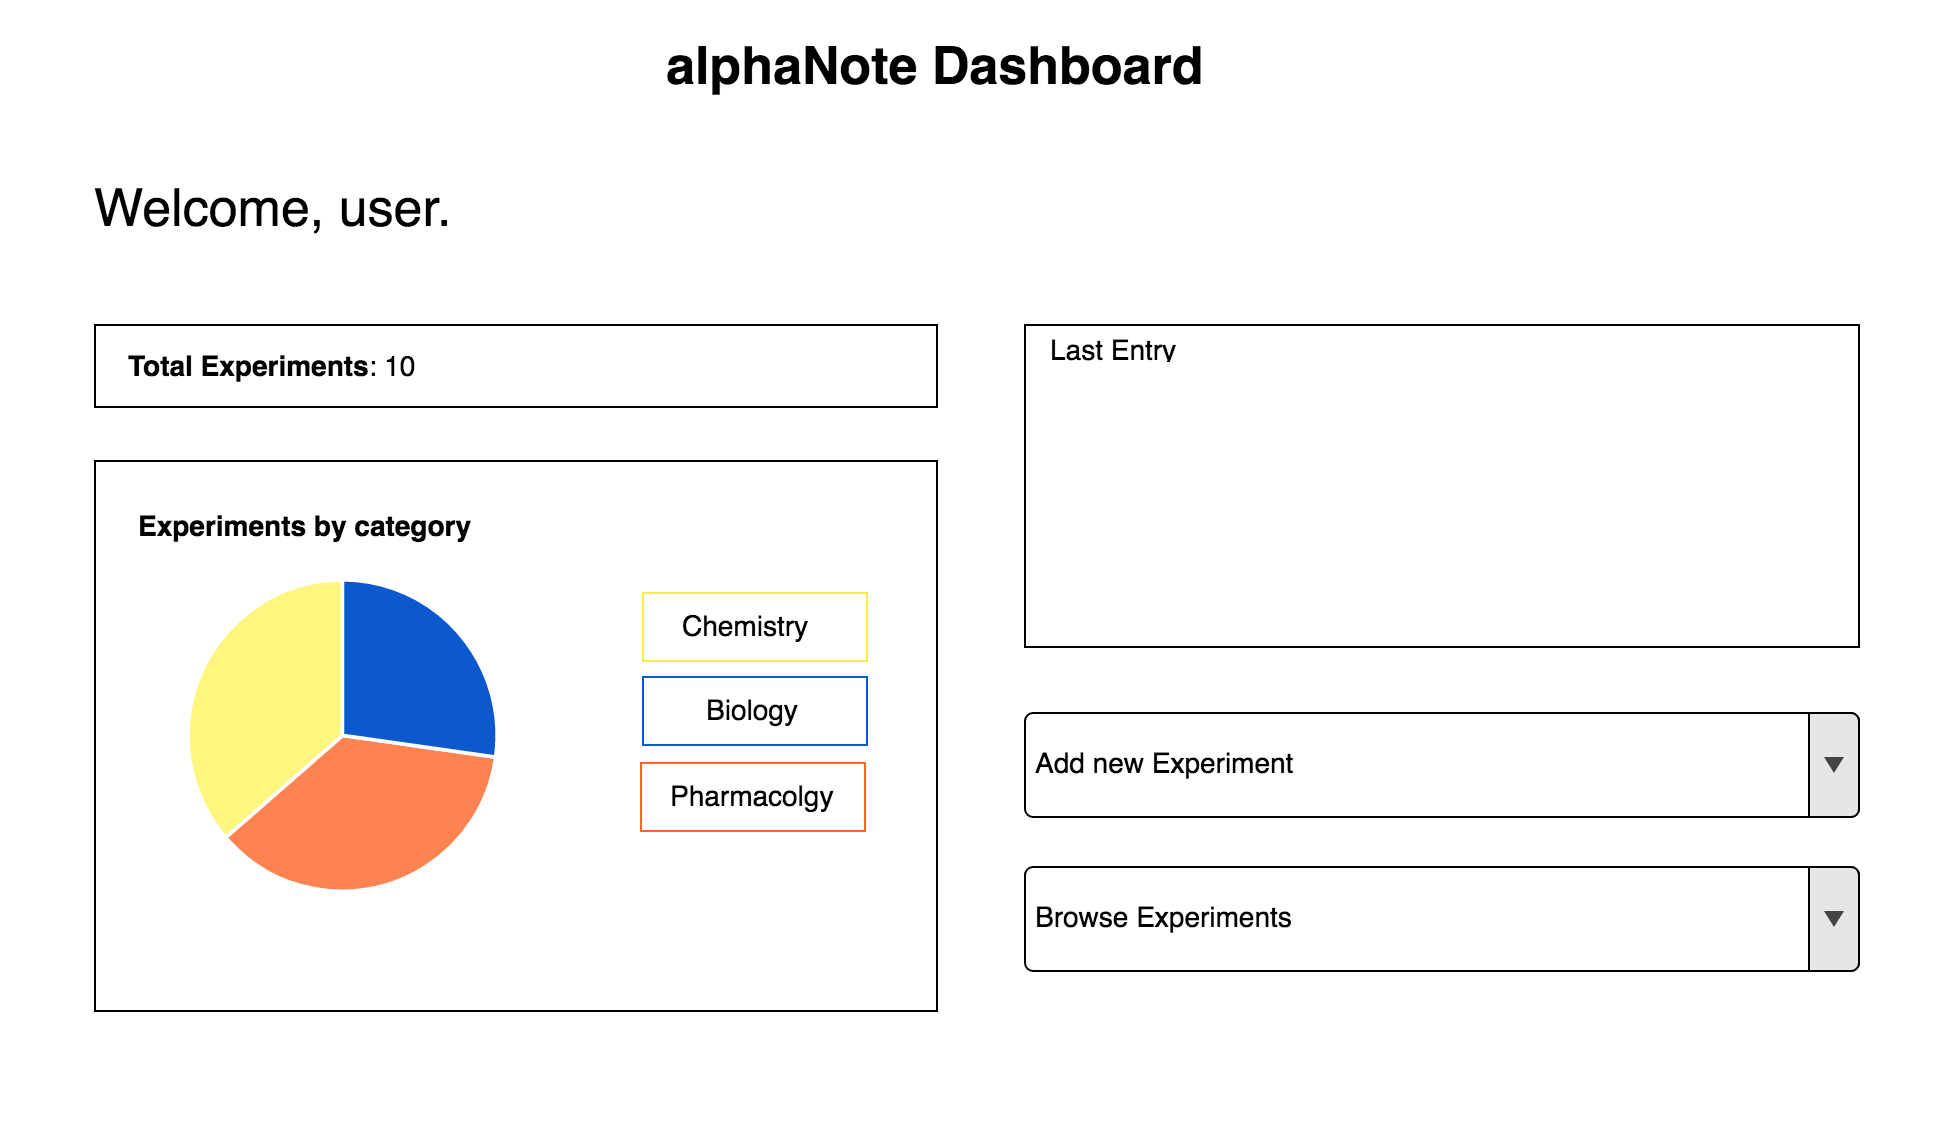 alphaNote Dashboard
Welcome, user.
Total Experiments: 10
Experiments by category
Chemistry
Biology
Pharmacolgy
Last Entry
Add new Experiment
Browse Experiments